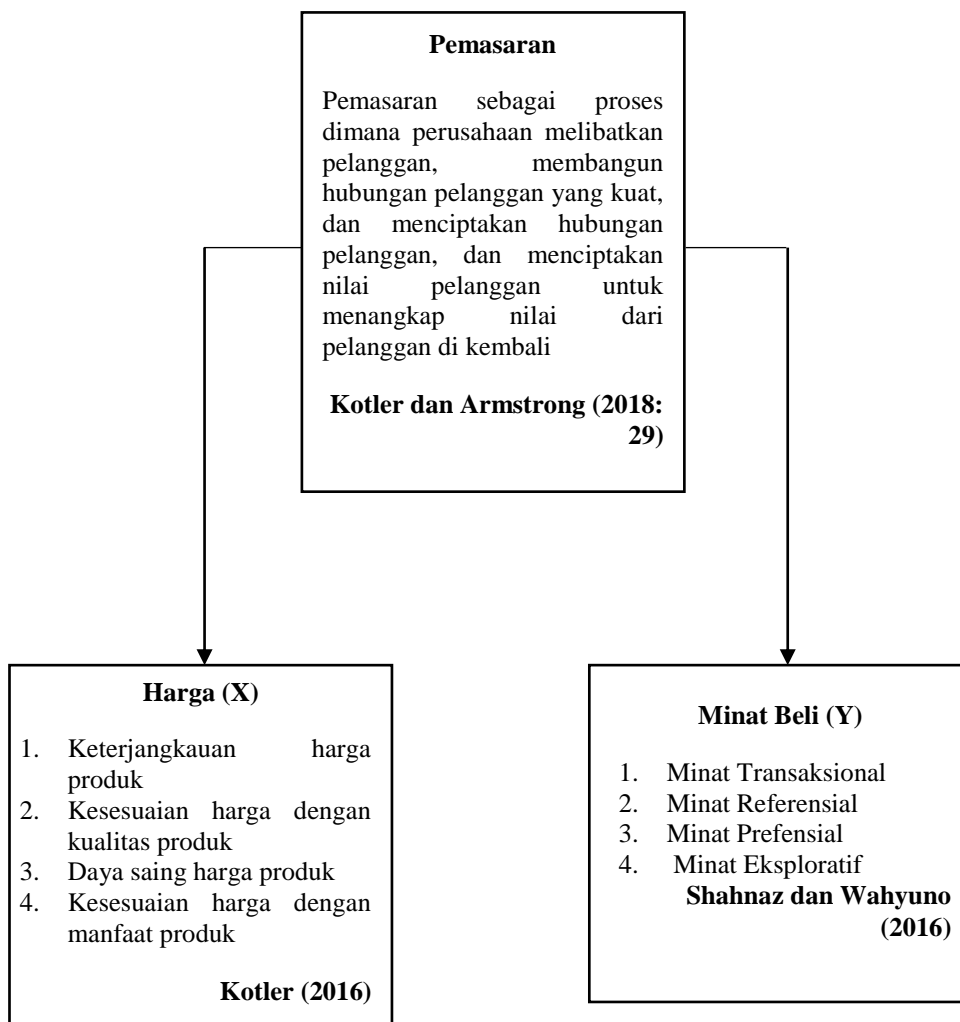 Pemasaran
Pemasaran sebagai proses
dimana perusahaan melibatkan
pelanggan, membangun
hubungan pelanggan yang kuat,
dan menciptakan hubungan
pelanggan, dan menciptakan
nilai pelanggan untuk
menangkap nilai dari
pelanggan di kembali
Kotler dan Armstrong (2018:
29)
Harga (X)
1. Keterjangkauan harga
produk
2. Kesesuaian harga dengan
kualitas produk
3. Daya saing harga produk
4. Kesesuaian harga dengan
manfaat produk
Kotler (2016)
Minat Beli (Y)
1. Minat Transaksional
2. Minat Referensial
3. Minat Prefensial
4. Minat Eksploratif
Shahnaz dan Wahyuno
(2016)